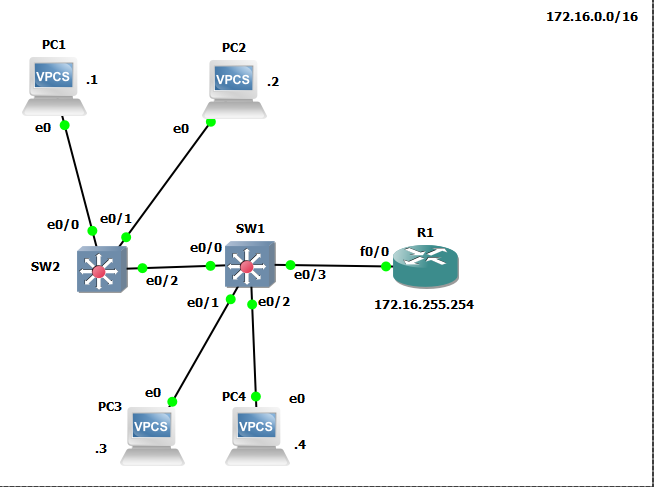 172.16.0.0/16
PC1
PC2
VPCS
.1
VPCS
.2
e0
e0
e0/0
e0/1
SW2
e0/2
e0/0
SW1
e0/3
f0/0
R1
172.16.255.254
e0/1
e0/2
e0
PC3
VPCS
.3
PC4
e0
VPCS
.4